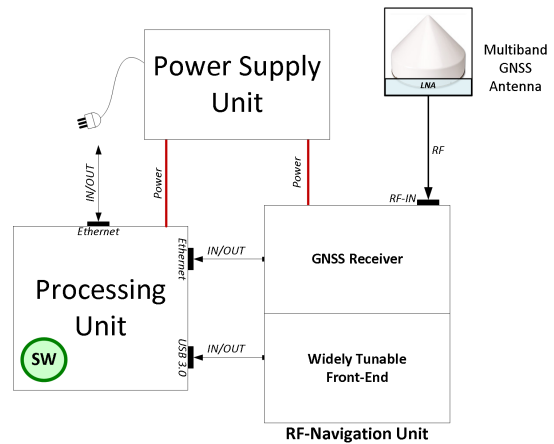 Power Supply
Unit
LNA
Multiband
GNSS
Antenna
RF
IN/OUT
Power
Power
RF-IN
Ethernet
Ethernet
IN/OUT
GNSS Receiver
Processing
Unit
SW
USB 3.0
IN/OUT
Widely Tunable
Front-End
RF-Navigation Unit